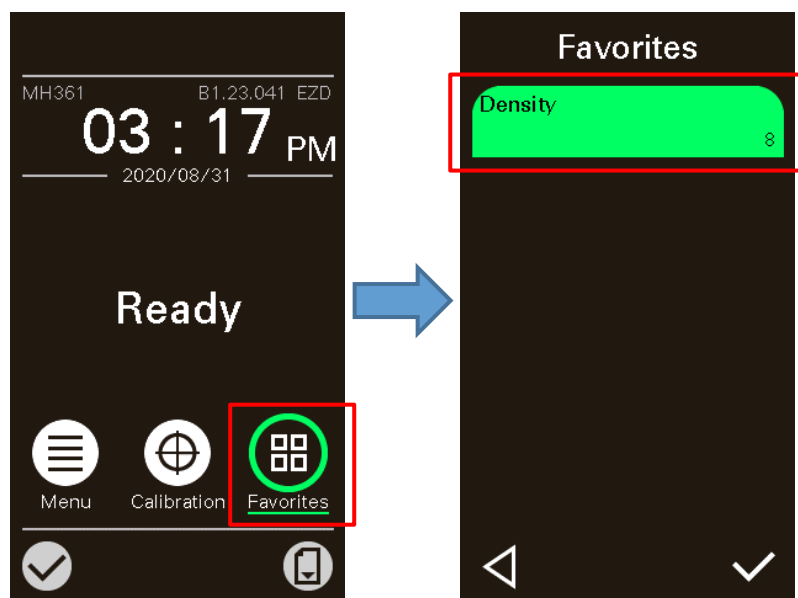 MH361 B1.23.041 EZD
03 : 17 PM
2020/08/31
Ready
Menu Calibration Favorites
Favorites
Density
8